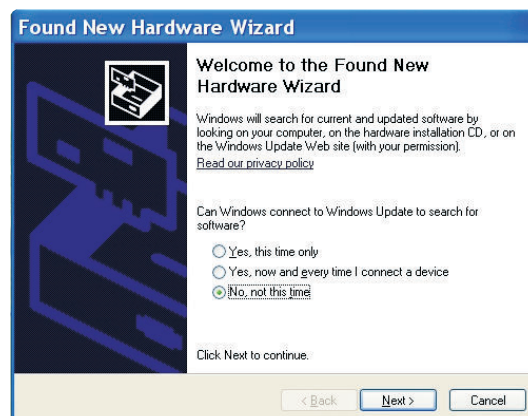 Found New Hardware Wizard
Welcome to the Found New
Hardware Wizard
Windows will search for current and updated software by
looking on your computer, on the hardware installation CD, or on
the Windows Update Web site (with your permission).
Read our privacy policy
Can Windows connect to Windows Update to search for
software?
Yes, this time only
Yes, now and every time I connect a device
No, not this time
Click Next to continue.
< Back Next > Cancel